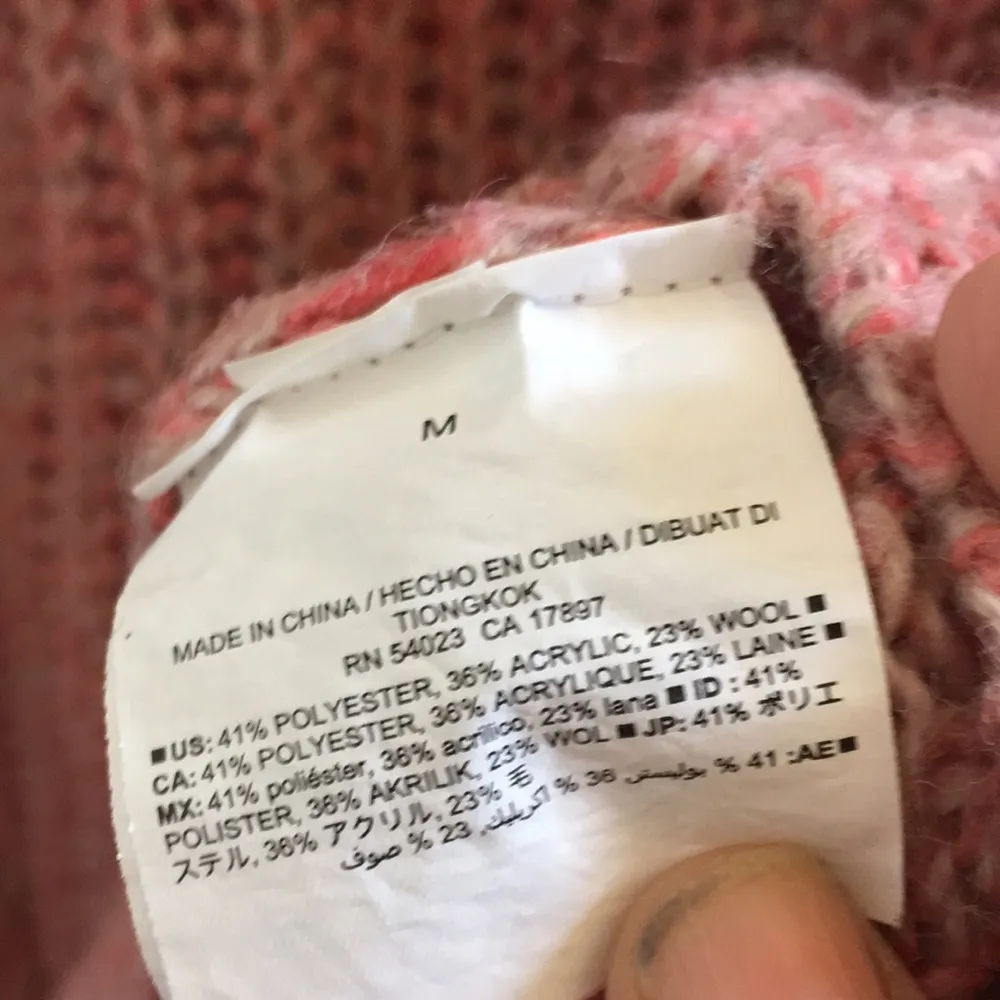 M
MADE IN CHINA / HECHO EN CHINA / DIBUAT DI
TIONGKOK
RN 54023 CA 17897
■US: 41% POLYESTER, 36% ACRYLIC, 23% WOOL ■
CA: 41% POLYESTER, 36% ACRYLIQUE, 23% LAINE ■
MX: 41% poliéster, 36% acrílico, 23% lana ■ ID : 41%
POLISTER, 36% AKRILIK, 23% WOL ■ JP: 41% ポリエ
ステル, 36% アクリル, 23% 毛
■AE: 41 % بوليستر, 36 % اكريليك, 23 % صوف